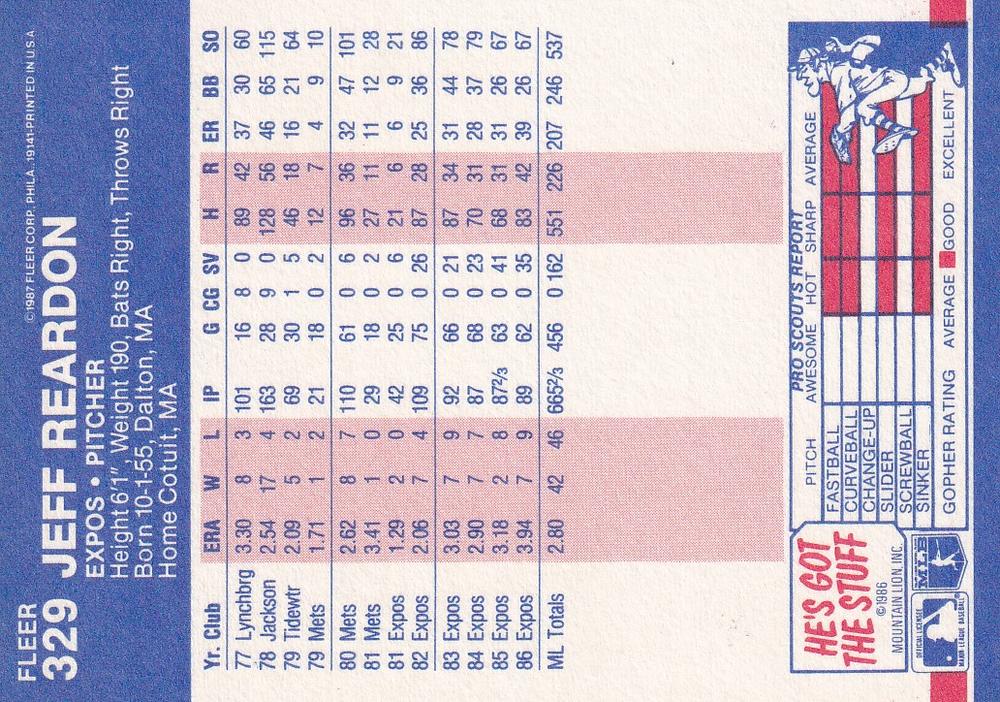 FLEER
329 JEFF REARDON
©1987 FLEER CORP. PHILA. 19141-PRINTED IN U.S.A.
EXPOS • PITCHER
Height 6'1", Weight 190, Bats Right, Throws Right
Born 10-1-55, Dalton, MA
Home Cotuit, MA
Yr. Club ERA W L IP G CG SV H R ER BB SO
77 Lynchbrg 3.30 8 3 101 16 8 0 89 42 37 30 60
78 Jackson 2.54 17 4 163 28 9 0 128 56 46 65 115
79 Tidewtr 2.09 5 2 69 30 1 5 46 18 16 21 64
79 Mets 1.71 1 2 21 18 0 2 12 7 4 9 10
80 Mets 2.62 8 7 110 61 0 6 96 36 32 47 101
81 Mets 3.41 1 0 29 18 0 2 27 11 11 12 28
81 Expos 1.29 2 0 42 25 0 6 21 6 6 9 21
82 Expos 2.06 7 4 109 75 0 26 87 28 25 36 86
83 Expos 3.03 7 9 92 66 0 21 87 34 31 44 78
84 Expos 2.90 7 7 87 68 0 23 70 31 28 37 79
85 Expos 3.18 2 8 87⅔ 63 0 41 68 31 31 26 67
86 Expos 3.94 7 9 89 62 0 35 83 42 39 26 67
ML Totals 2.80 42 46 665⅔ 456 0 162 551 226 207 246 537
HE'S GOT
THE STUFF
©1986
MOUNTAIN LION, INC.
OFFICIAL LICENSEE
MAJOR LEAGUE BASEBALL
MLB
PRO SCOUTS REPORT
PITCH AWESOME HOT SHARP AVERAGE
FASTBALL
CURVEBALL
CHANGE-UP
SLIDER
SCREWBALL
SINKER
GOPHER RATING AVERAGE GOOD EXCELLENT